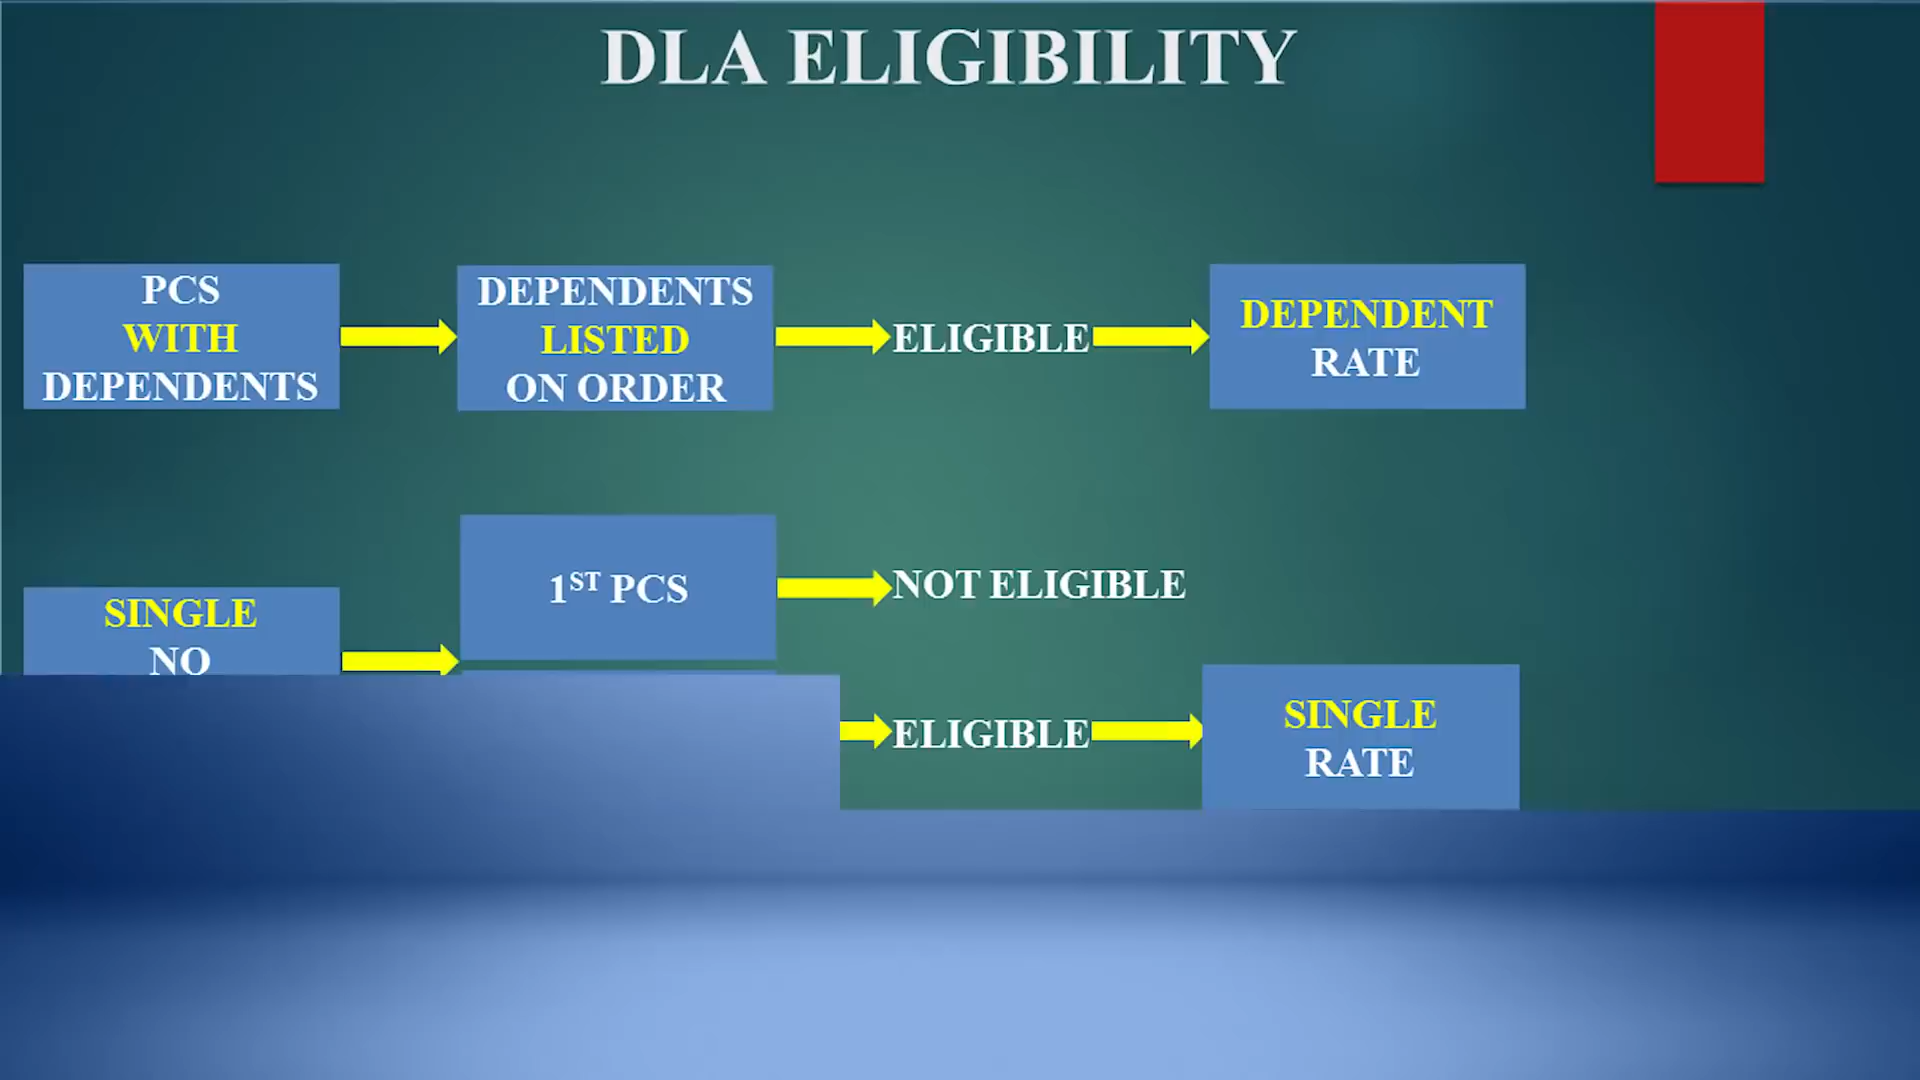 DLA ELIGIBILITY
PCS
WITH
DEPENDENTS
DEPENDENTS
LISTED
ON ORDER
ELIGIBLE
DEPENDENT
RATE
SINGLE
NO
1ST PCS
NOT ELIGIBLE
ELIGIBLE
SINGLE
RATE